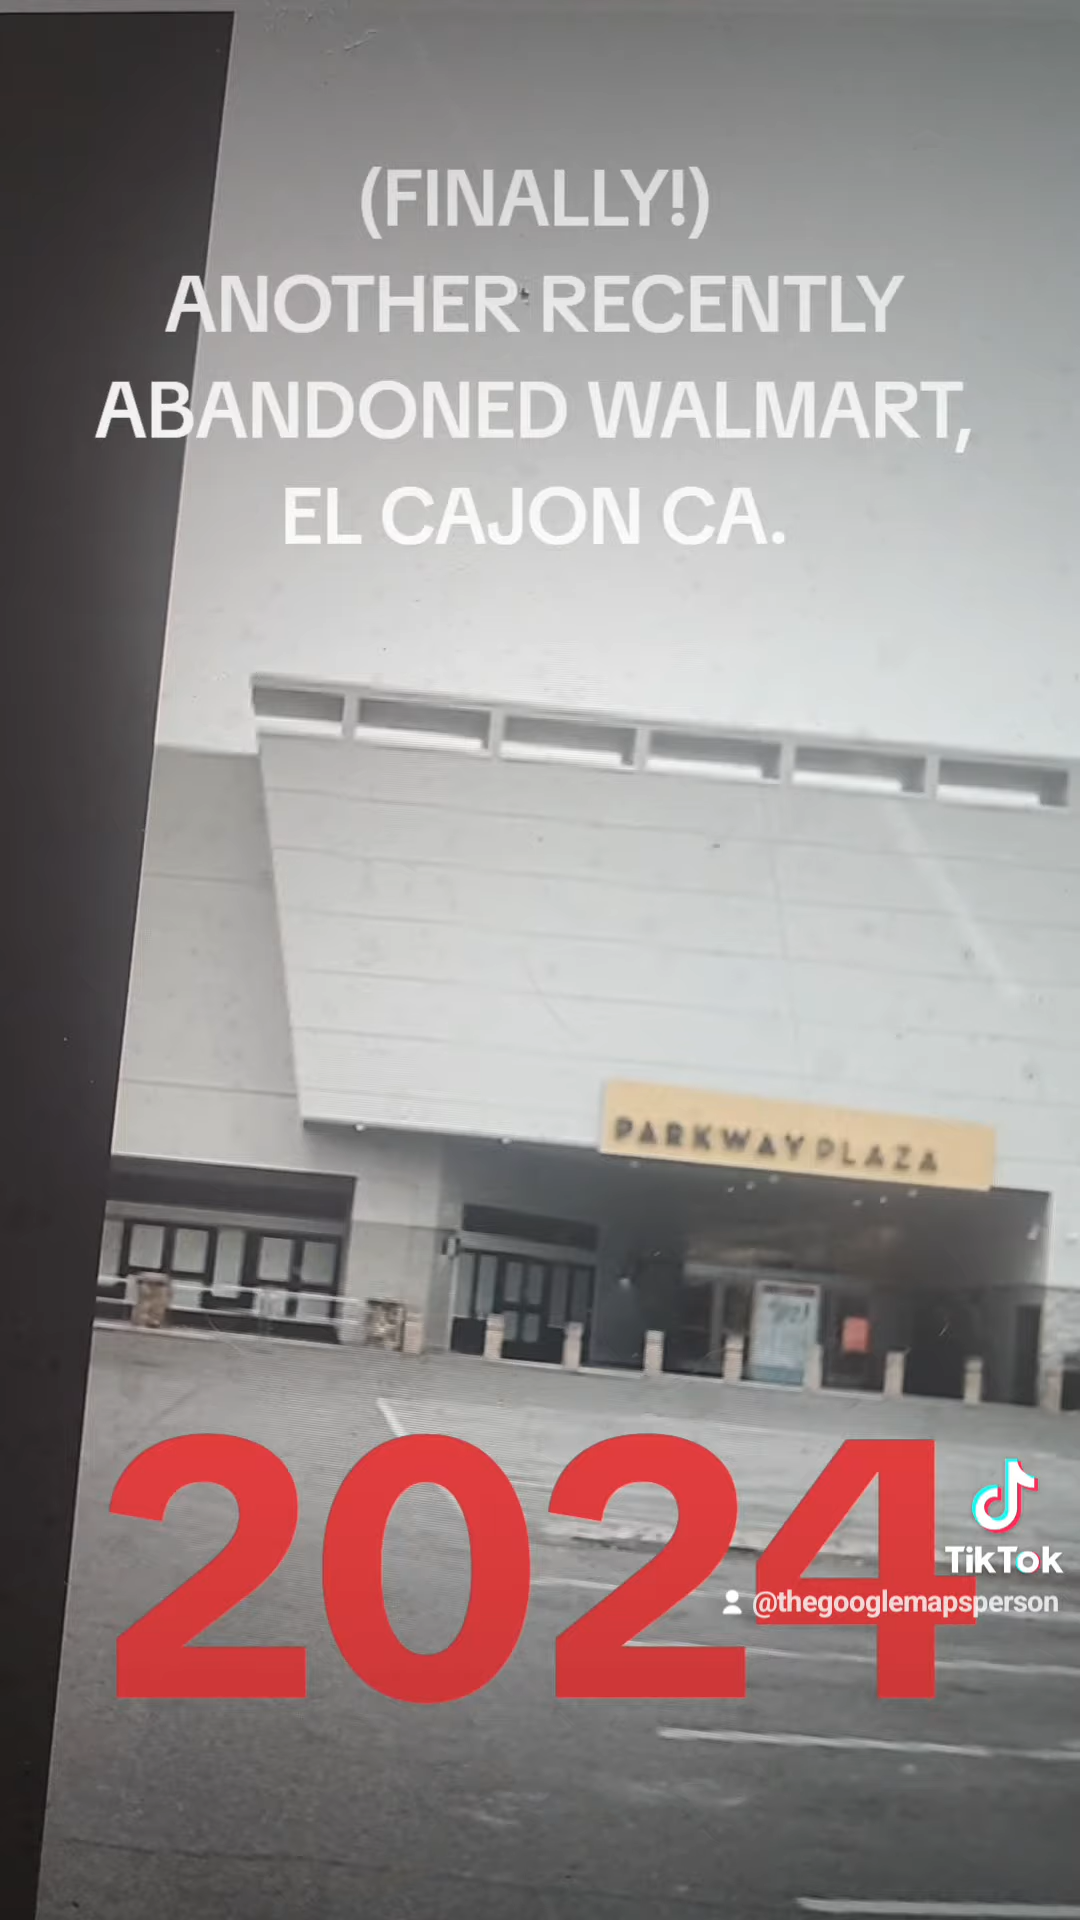 (FINALLY!)
ANOTHER RECENTLY
ABANDONED WALMART,
EL CAJON CA.
PARKWAY PLAZA
2024
TikTok
@thegooglemapsperson